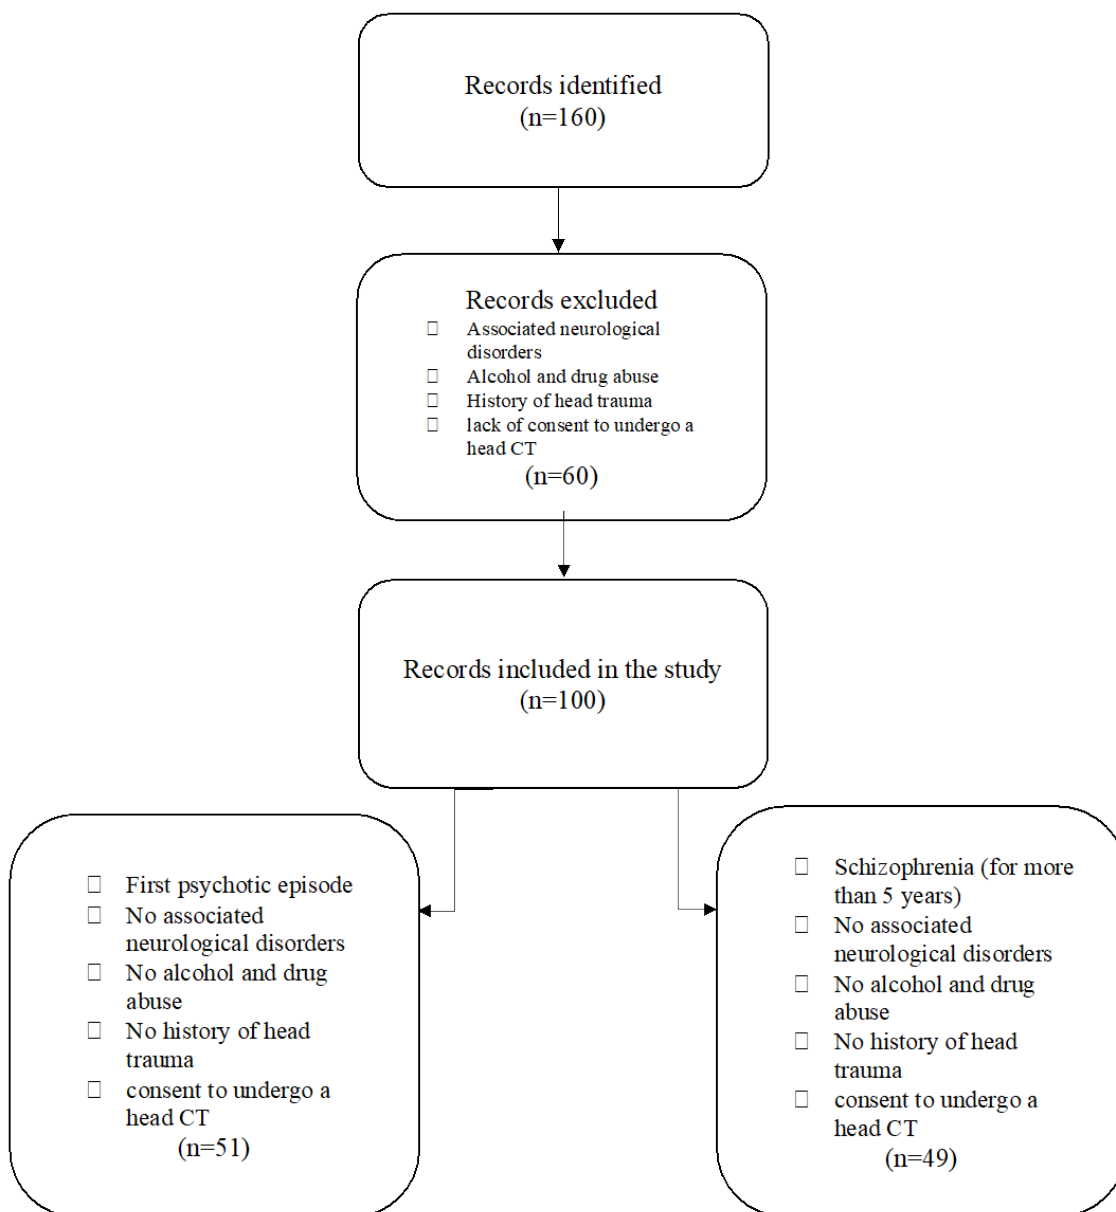 Records identified
(n=160)
Records excluded
Associated neurological
disorders
Alcohol and drug abuse
History of head trauma
lack of consent to undergo a
head CT
(n=60)
Records included in the study
(n=100)
First psychotic episode
No associated
neurological disorders
No alcohol and drug
abuse
No history of head
trauma
consent to undergo a
head CT
(n=51)
Schizophrenia (for more
than 5 years)
No associated
neurological disorders
No alcohol and drug
abuse
No history of head
trauma
consent to undergo a
head CT
(n=49)